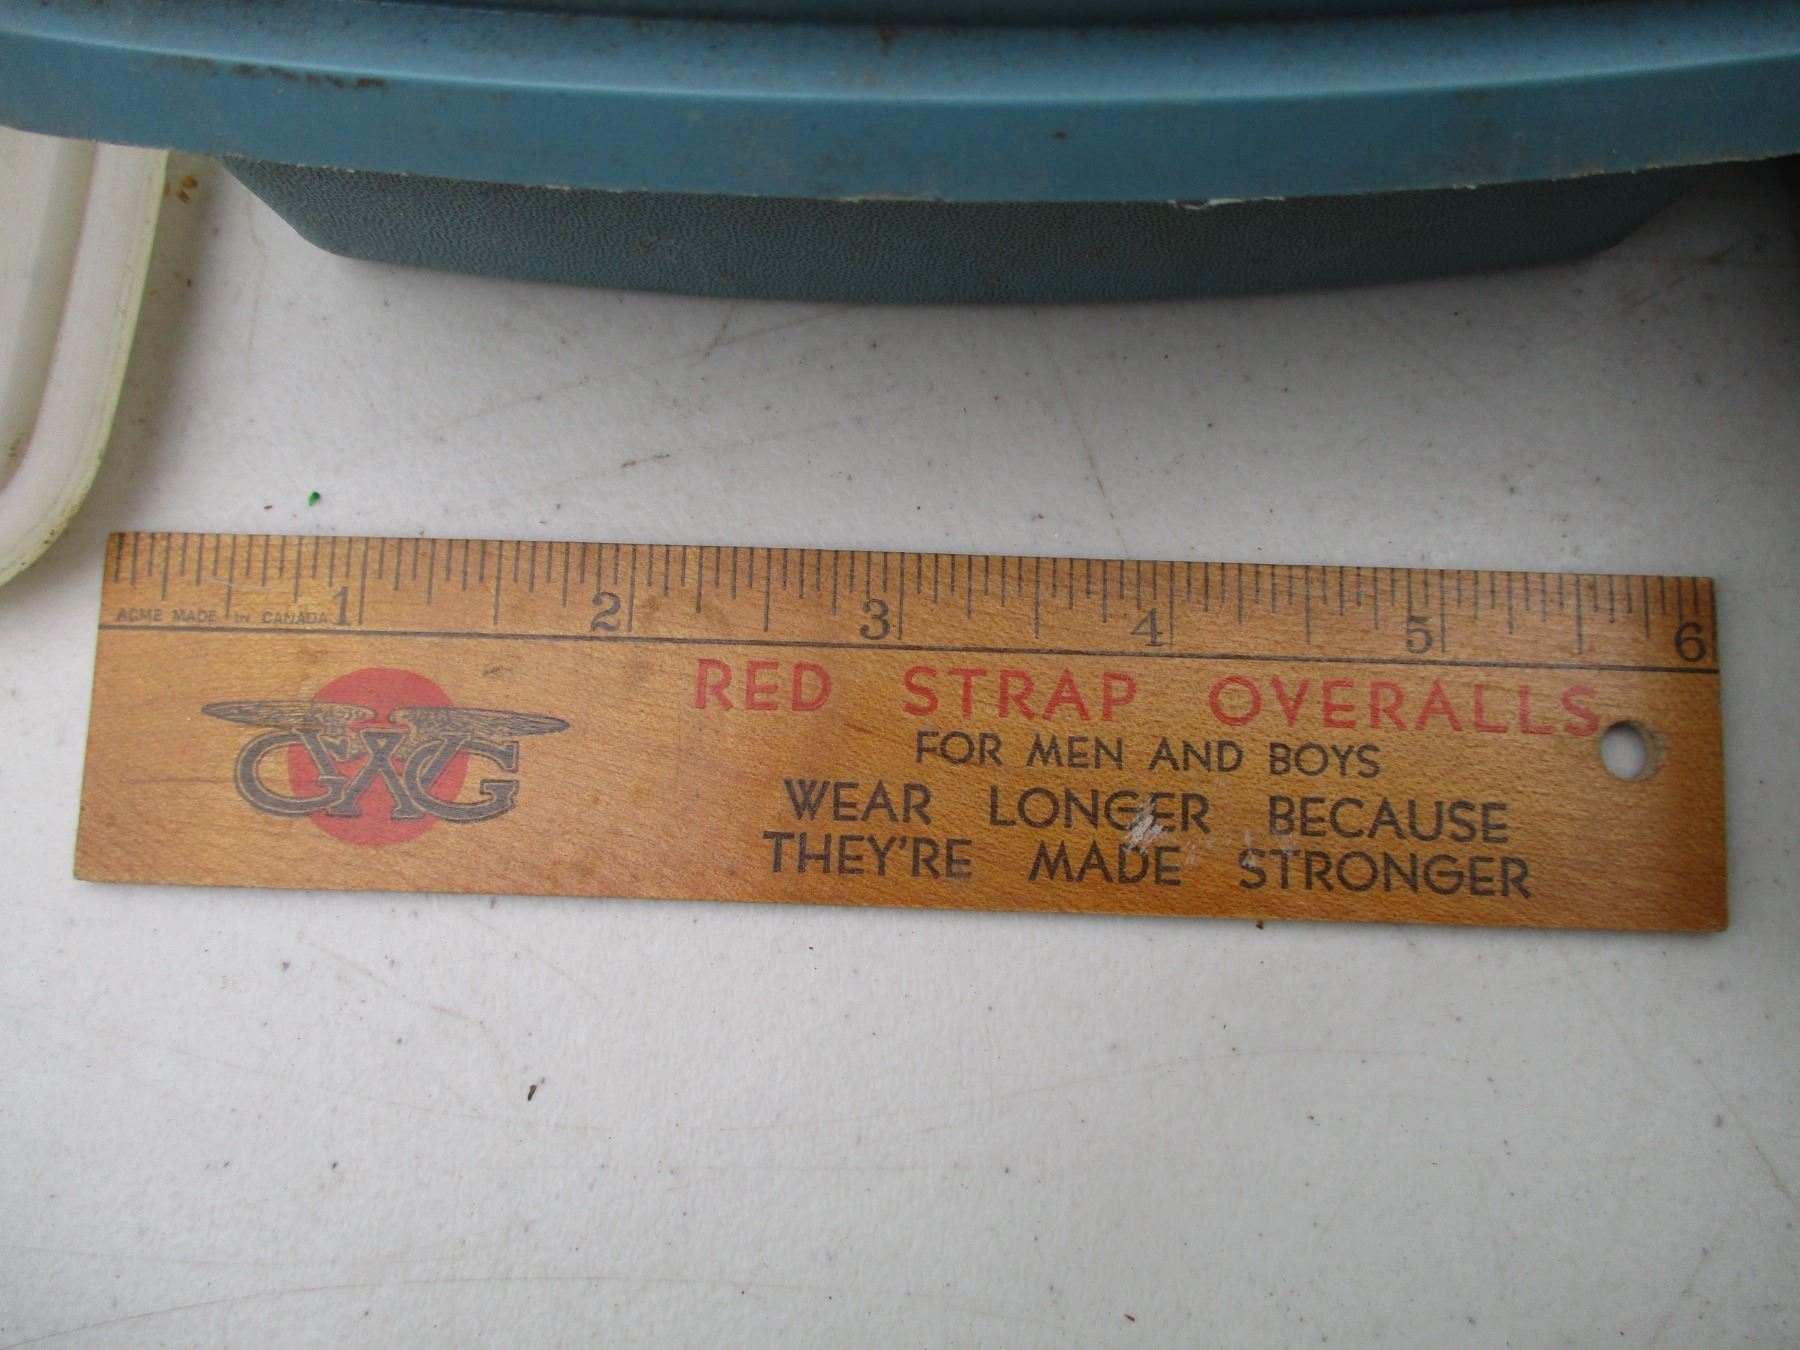 1 2 3 4 5 6
ACME MADE in CANADA
GWG
RED STRAP OVERALLS
FOR MEN AND BOYS
WEAR LONGER BECAUSE
THEY'RE MADE STRONGER